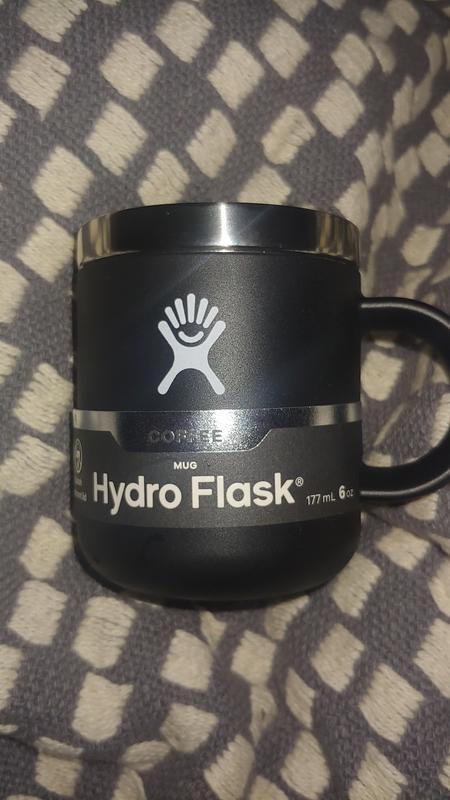 COFFEE
MUG
Hydro Flask®
177 mL 6 oz